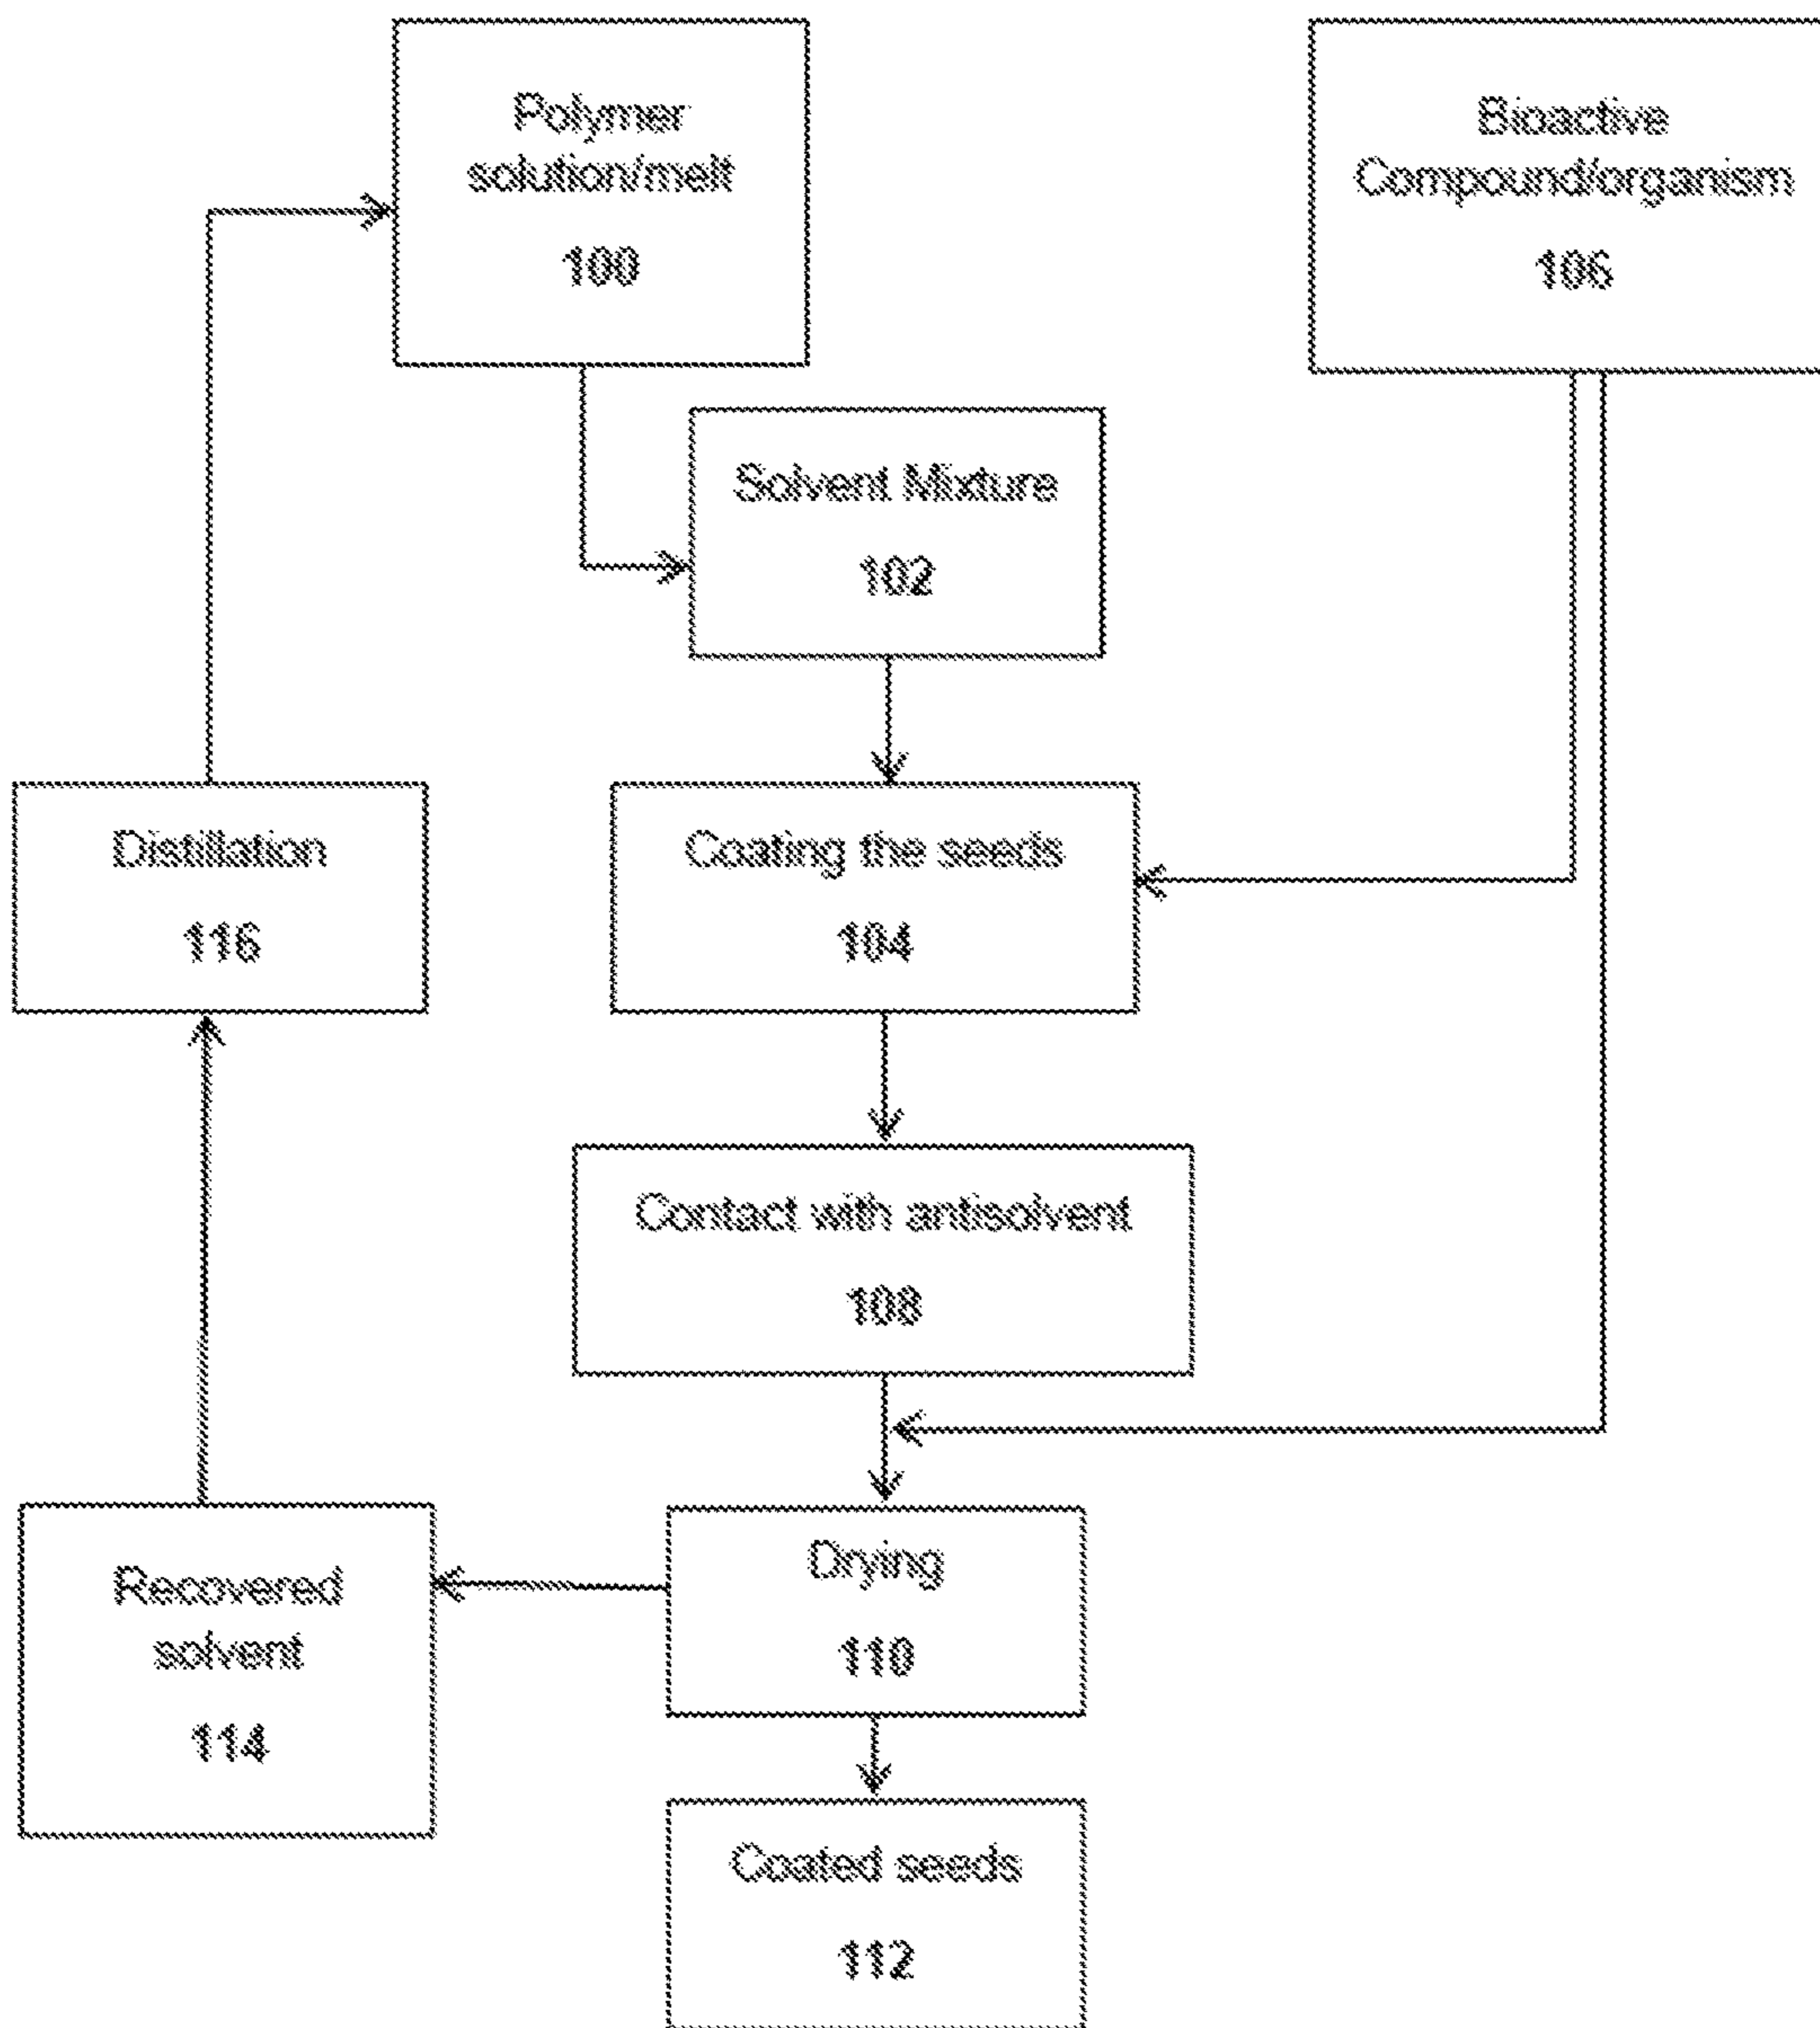 Polymer
solution/melt
100
Bioactive
Compound/organism
106
Solvent Mixture
102
Distillation
116
Coating the seeds
104
Contact with antisolvent
108
Recovered
solvent
114
Drying
110
Coated seeds
112